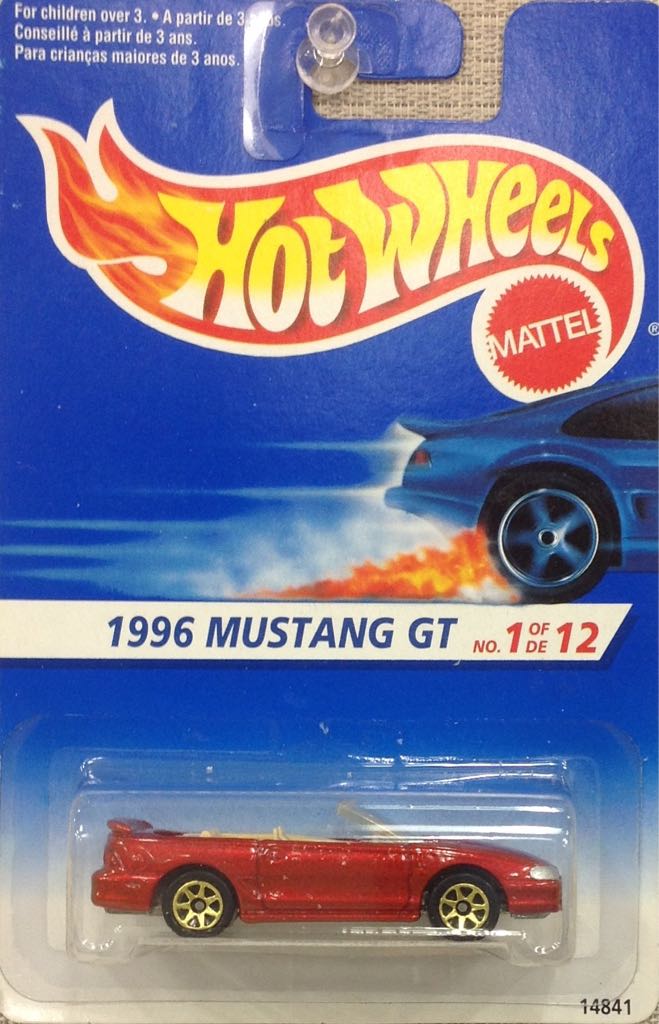 For children over 3. • A partir de 3 
Conseillé à partir de 3 ans.
Para crianças maiores de 3 anos.
Hot Wheels
MATTEL
®
1996 MUSTANG GT NO. 1 OF DE 12
14841